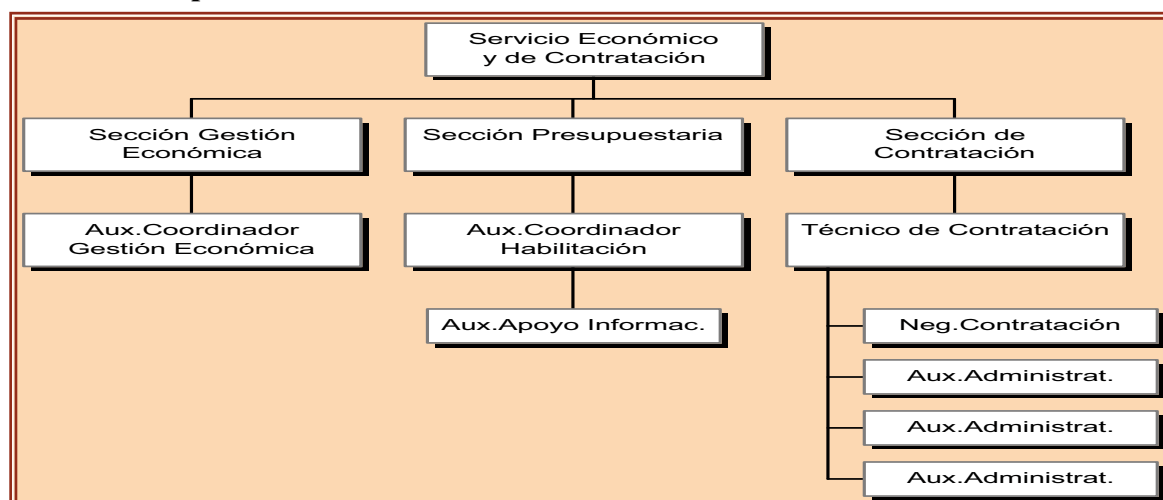 Servicio Económico
y de Contratación
Sección Gestión
Económica
Sección Presupuestaria
Sección de
Contratación
Aux.Coordinador
Gestión Económica
Aux.Coordinador
Habilitación
Técnico de Contratación
Aux.Apoyo Informac.
Neg.Contratación
Aux.Administrat.
Aux.Administrat.
Aux.Administrat.